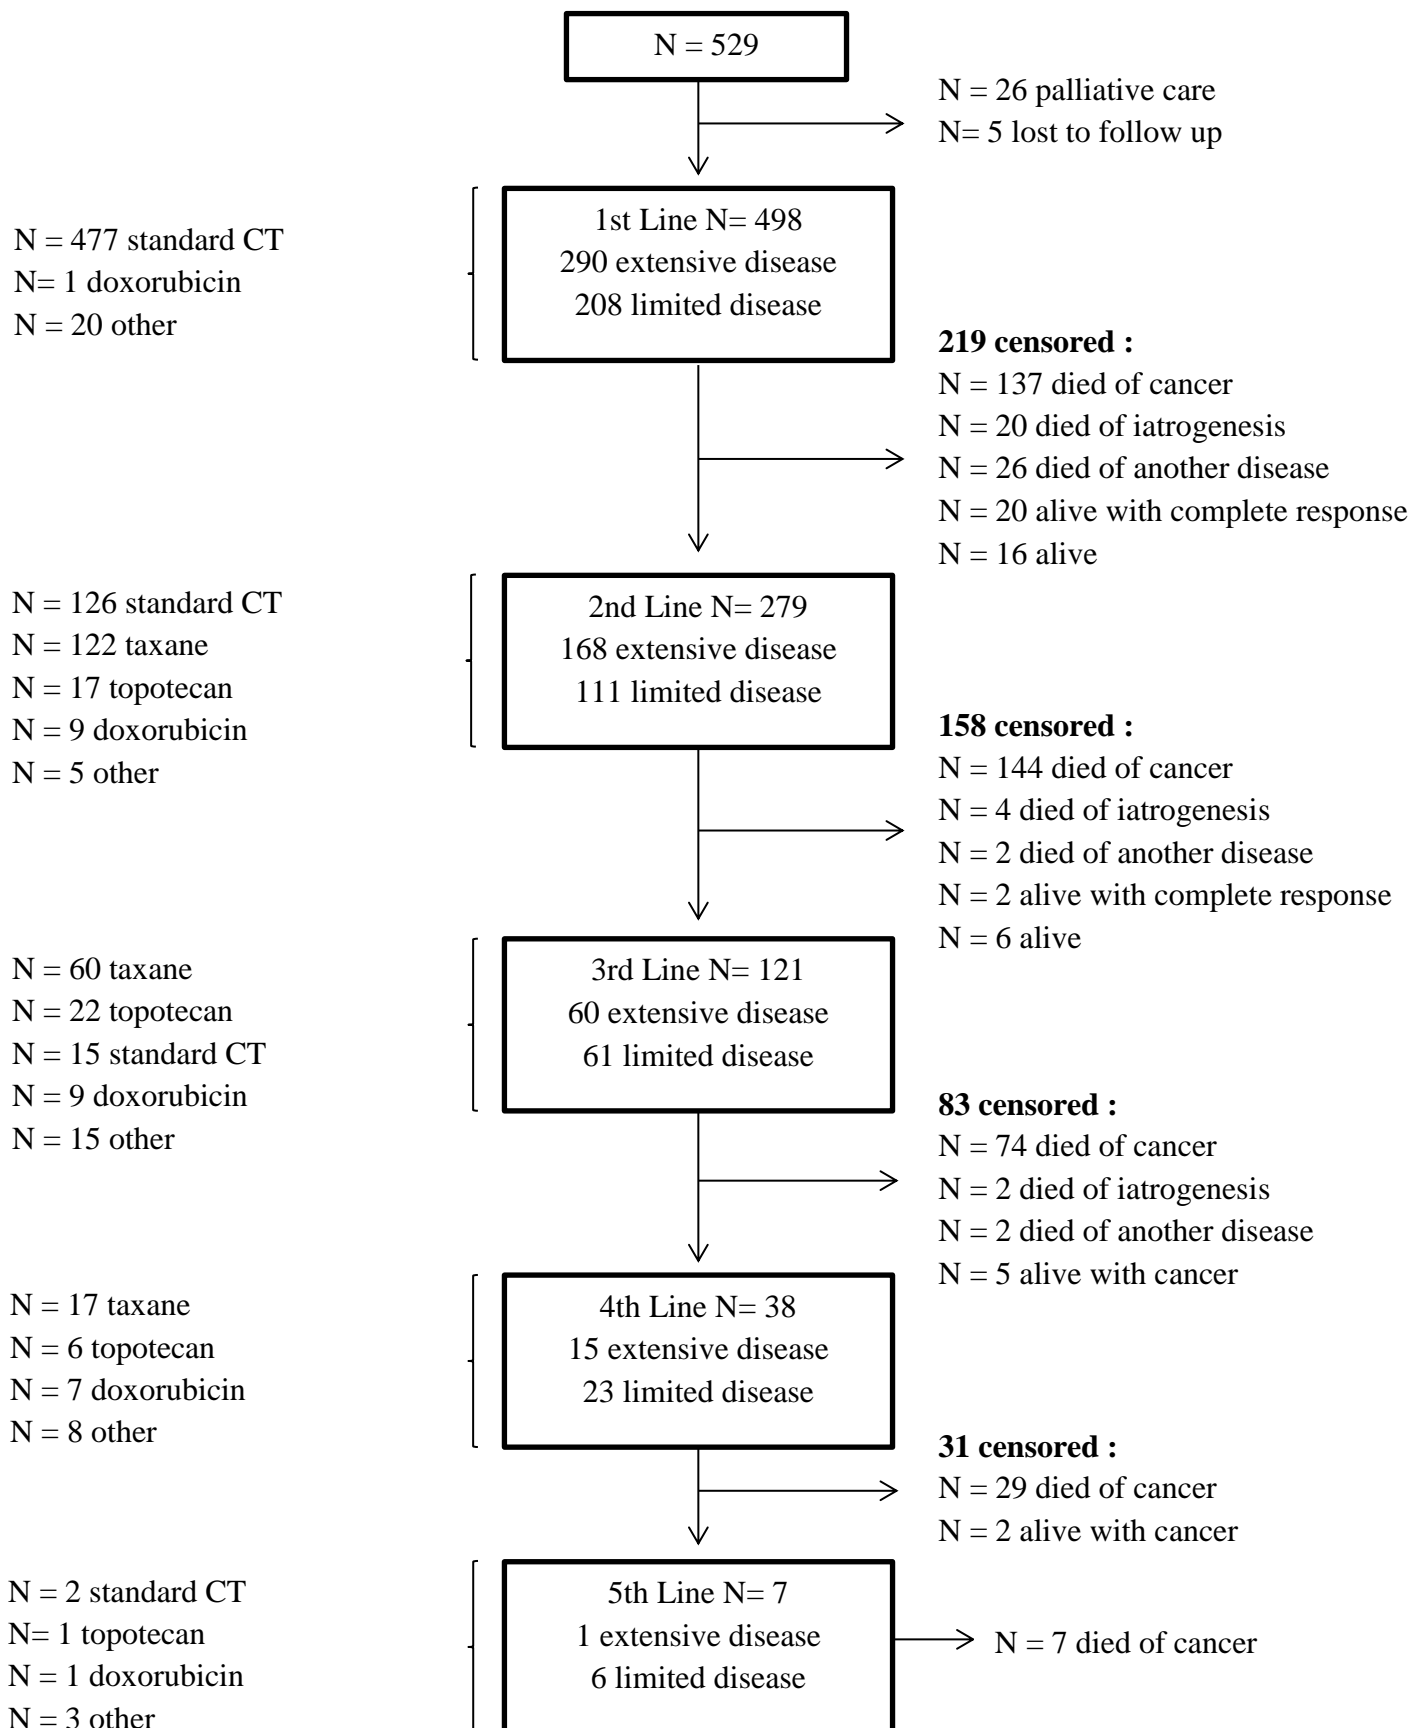 N = 529
N = 26 palliative care
N= 5 lost to follow up
N = 477 standard CT
N= 1 doxorubicin
N = 20 other
1st Line N= 498
290 extensive disease
208 limited disease
219 censored :
N = 137 died of cancer
N = 20 died of iatrogenesis
N = 26 died of another disease
N = 20 alive with complete response
N = 16 alive
N = 126 standard CT
N = 122 taxane
N = 17 topotecan
N = 9 doxorubicin
N = 5 other
2nd Line N= 279
168 extensive disease
111 limited disease
158 censored :
N = 144 died of cancer
N = 4 died of iatrogenesis
N = 2 died of another disease
N = 2 alive with complete response
N = 6 alive
N = 60 taxane
N = 22 topotecan
N = 15 standard CT
N = 9 doxorubicin
N = 15 other
3rd Line N= 121
60 extensive disease
61 limited disease
83 censored :
N = 74 died of cancer
N = 2 died of iatrogenesis
N = 2 died of another disease
N = 5 alive with cancer
N = 17 taxane
N = 6 topotecan
N = 7 doxorubicin
N = 8 other
4th Line N= 38
15 extensive disease
23 limited disease
31 censored :
N = 29 died of cancer
N = 2 alive with cancer
N = 2 standard CT
N= 1 topotecan
N = 1 doxorubicin
N = 3 other
5th Line N= 7
1 extensive disease
6 limited disease
N = 7 died of cancer